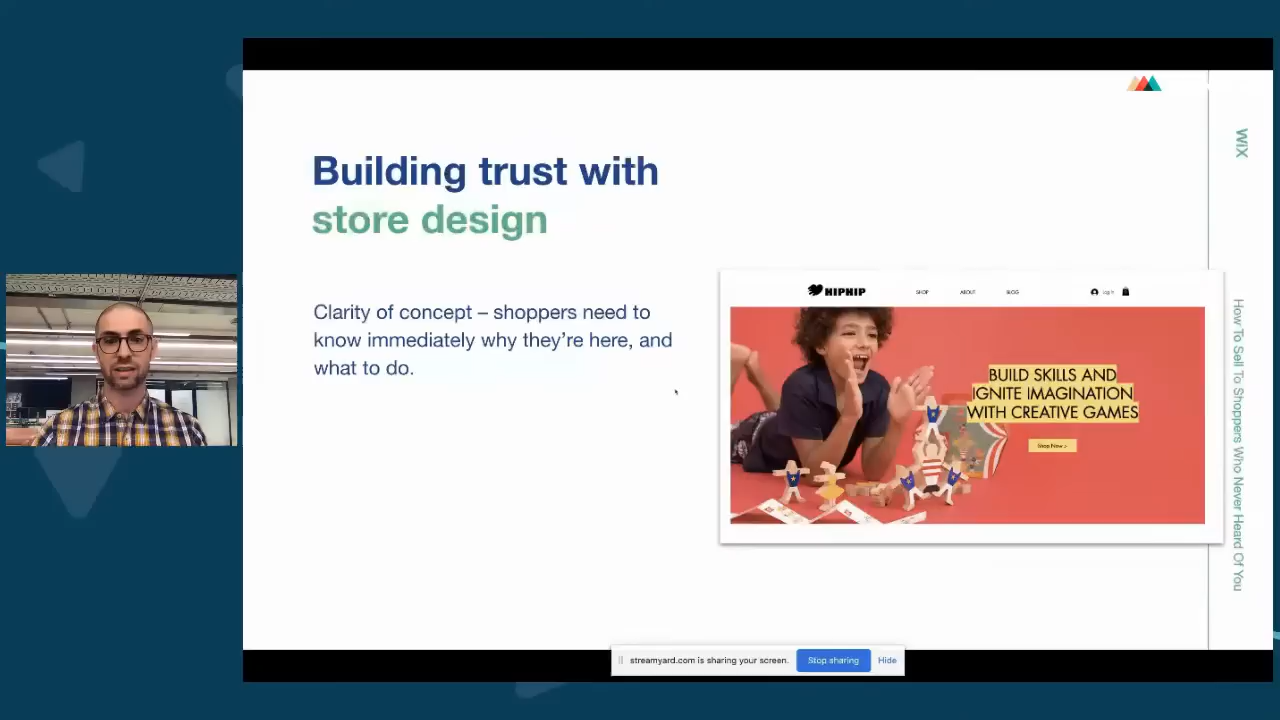 Building trust with
store design
Clarity of concept – shoppers need to
know immediately why they're here, and
what to do.
HIPHIP
SHOP
ABOUT
BLOG
Log In
BUILD SKILLS AND
IGNITE IMAGINATION
WITH CREATIVE GAMES
Shop Now >
WIX
How To Sell To Shoppers Who Never Heard Of You
streamyard.com is sharing your screen.
Stop sharing
Hide